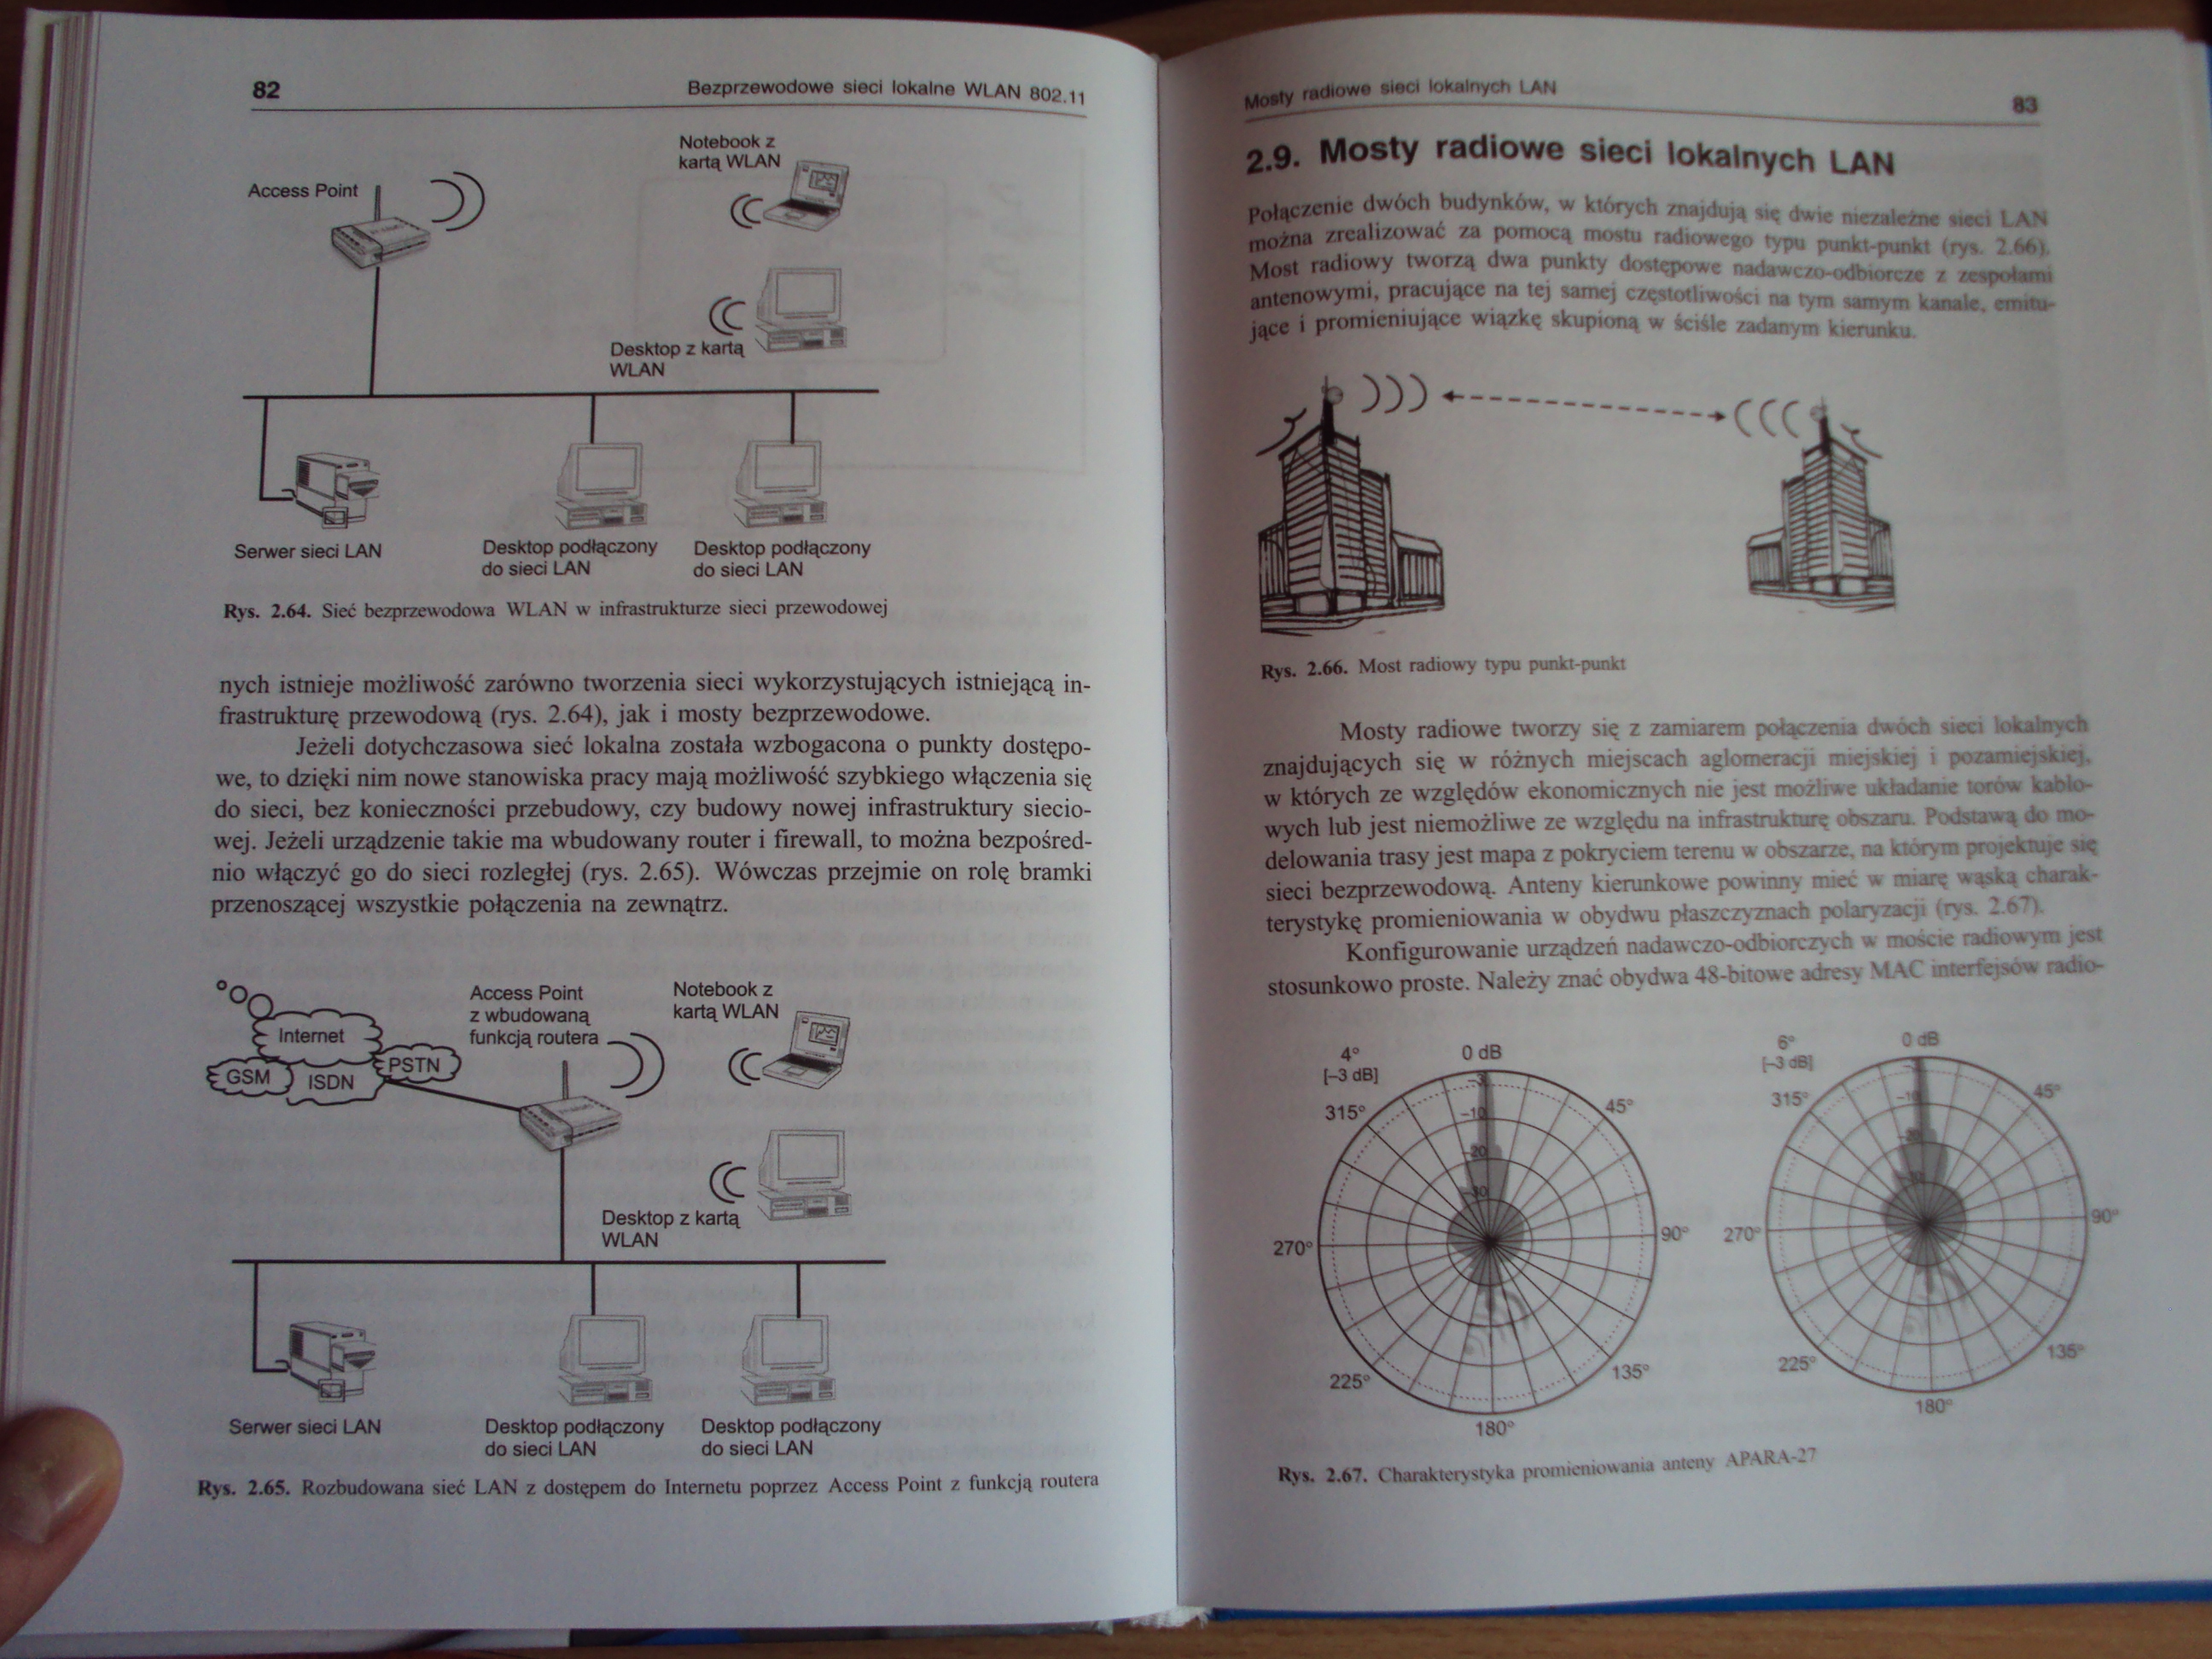 82
Bezprzewodowe sieci lokalne WLAN 802.11
Access Point
Notebook z
kartą WLAN
Desktop z kartą
WLAN
Serwer sieci LAN
Desktop podłączony
do sieci LAN
Desktop podłączony
do sieci LAN
Rys. 2.64. Sieć bezprzewodowa WLAN w infrastrukturze sieci przewodowej
nych istnieje możliwość zarówno tworzenia sieci wykorzystujących istniejącą in-
frastrukturę przewodową (rys. 2.64), jak i mosty bezprzewodowe.
Jeżeli dotychczasowa sieć lokalna została wzbogacona o punkty dostępo-
we, to dzięki nim nowe stanowiska pracy mają możliwość szybkiego włączenia się
do sieci, bez konieczności przebudowy, czy budowy nowej infrastruktury siecio-
wej. Jeżeli urządzenie takie ma wbudowany router i firewall, to można bezpośred-
nio włączyć go do sieci rozległej (rys. 2.65). Wówczas przejmie on rolę bramki
przenoszącej wszystkie połączenia na zewnątrz.
Internet
GSM
ISDN
PSTN
Access Point
z wbudowaną
funkcją routera
Notebook z
kartą WLAN
Desktop z kartą
WLAN
Serwer sieci LAN
Desktop podłączony
do sieci LAN
Desktop podłączony
do sieci LAN
Rys. 2.65. Rozbudowana sieć LAN z dostępem do Internetu poprzez Access Point z funkcją routera
Mosty radiowe sieci lokalnych LAN
83
2.9. Mosty radiowe sieci lokalnych LAN
Połączenie dwóch budynków, w których znajdują się dwie niezależne sieci LAN
można zrealizować za pomocą mostu radiowego typu punkt-punkt (rys. 2.66).
Most radiowy tworzą dwa punkty dostępowe nadawczo-odbiorcze z zespołami
antenowymi, pracujące na tej samej częstotliwości na tym samym kanale, emitu-
jące i promieniujące wiązkę skupioną w ściśle zadanym kierunku.
Rys. 2.66. Most radiowy typu punkt-punkt
Mosty radiowe tworzy się z zamiarem połączenia dwóch sieci lokalnych
znajdujących się w różnych miejscach aglomeracji miejskiej i pozamiejskiej,
w których ze względów ekonomicznych nie jest możliwe układanie torów kablo-
wych lub jest niemożliwe ze względu na infrastrukturę obszaru. Podstawą do mo-
delowania trasy jest mapa z pokryciem terenu w obszarze, na którym projektuje się
sieci bezprzewodową. Anteny kierunkowe powinny mieć w miarę wąską charak-
terystykę promieniowania w obydwu płaszczyznach polaryzacji (rys. 2.67).
Konfigurowanie urządzeń nadawczo-odbiorczych w moście radiowym jest
stosunkowo proste. Należy znać obydwa 48-bitowe adresy MAC interfejsów radio-
4°
[–3 dB]
0 dB
–3
–10
–20
–30
315°
45°
270°
90°
225°
135°
180°
6°
[–3 dB]
0 dB
–10
315°
45°
270°
90°
225°
135°
180°
Rys. 2.67. Charakterystyka promieniowania anteny APARA-27